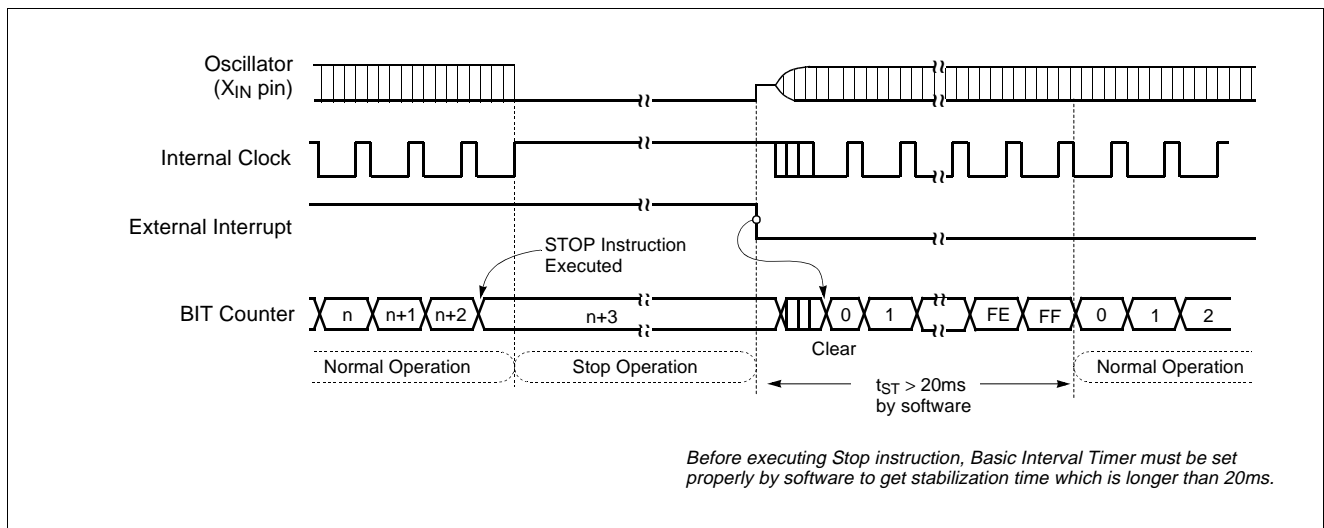 Oscillator
(XIN pin)
Internal Clock
External Interrupt
STOP Instruction
Executed
BIT Counter
n n+1 n+2 n+3 0 1 FE FF 0 1 2
Clear
Normal Operation Stop Operation Normal Operation
tST > 20ms
by software
Before executing Stop instruction, Basic Interval Timer must be set
properly by software to get stabilization time which is longer than 20ms.